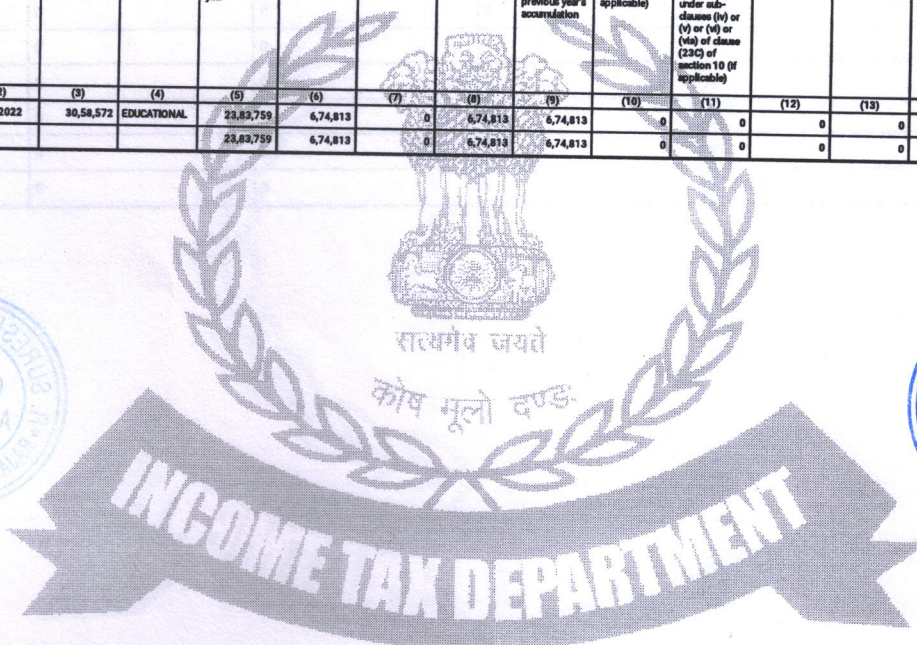 previous year's applicable) under sub-
accumulation clauses (iv) or
(v) or (vi) or
(via) of clause
(23C) of
section 10 (if
applicable)
(3) (4) (5) (6) (7) (8) (9) (10) (11) (12) (13)
2022 30,58,572 EDUCATIONAL 23,83,759 6,74,813 0 6,74,813 6,74,813 0 0 0 0
23,83,759 6,74,813 0 6,74,813 6,74,813 0 0 0 0
सत्यमेव जयते
कोष मूलो दण्डः
INCOME TAX DEPARTMENT